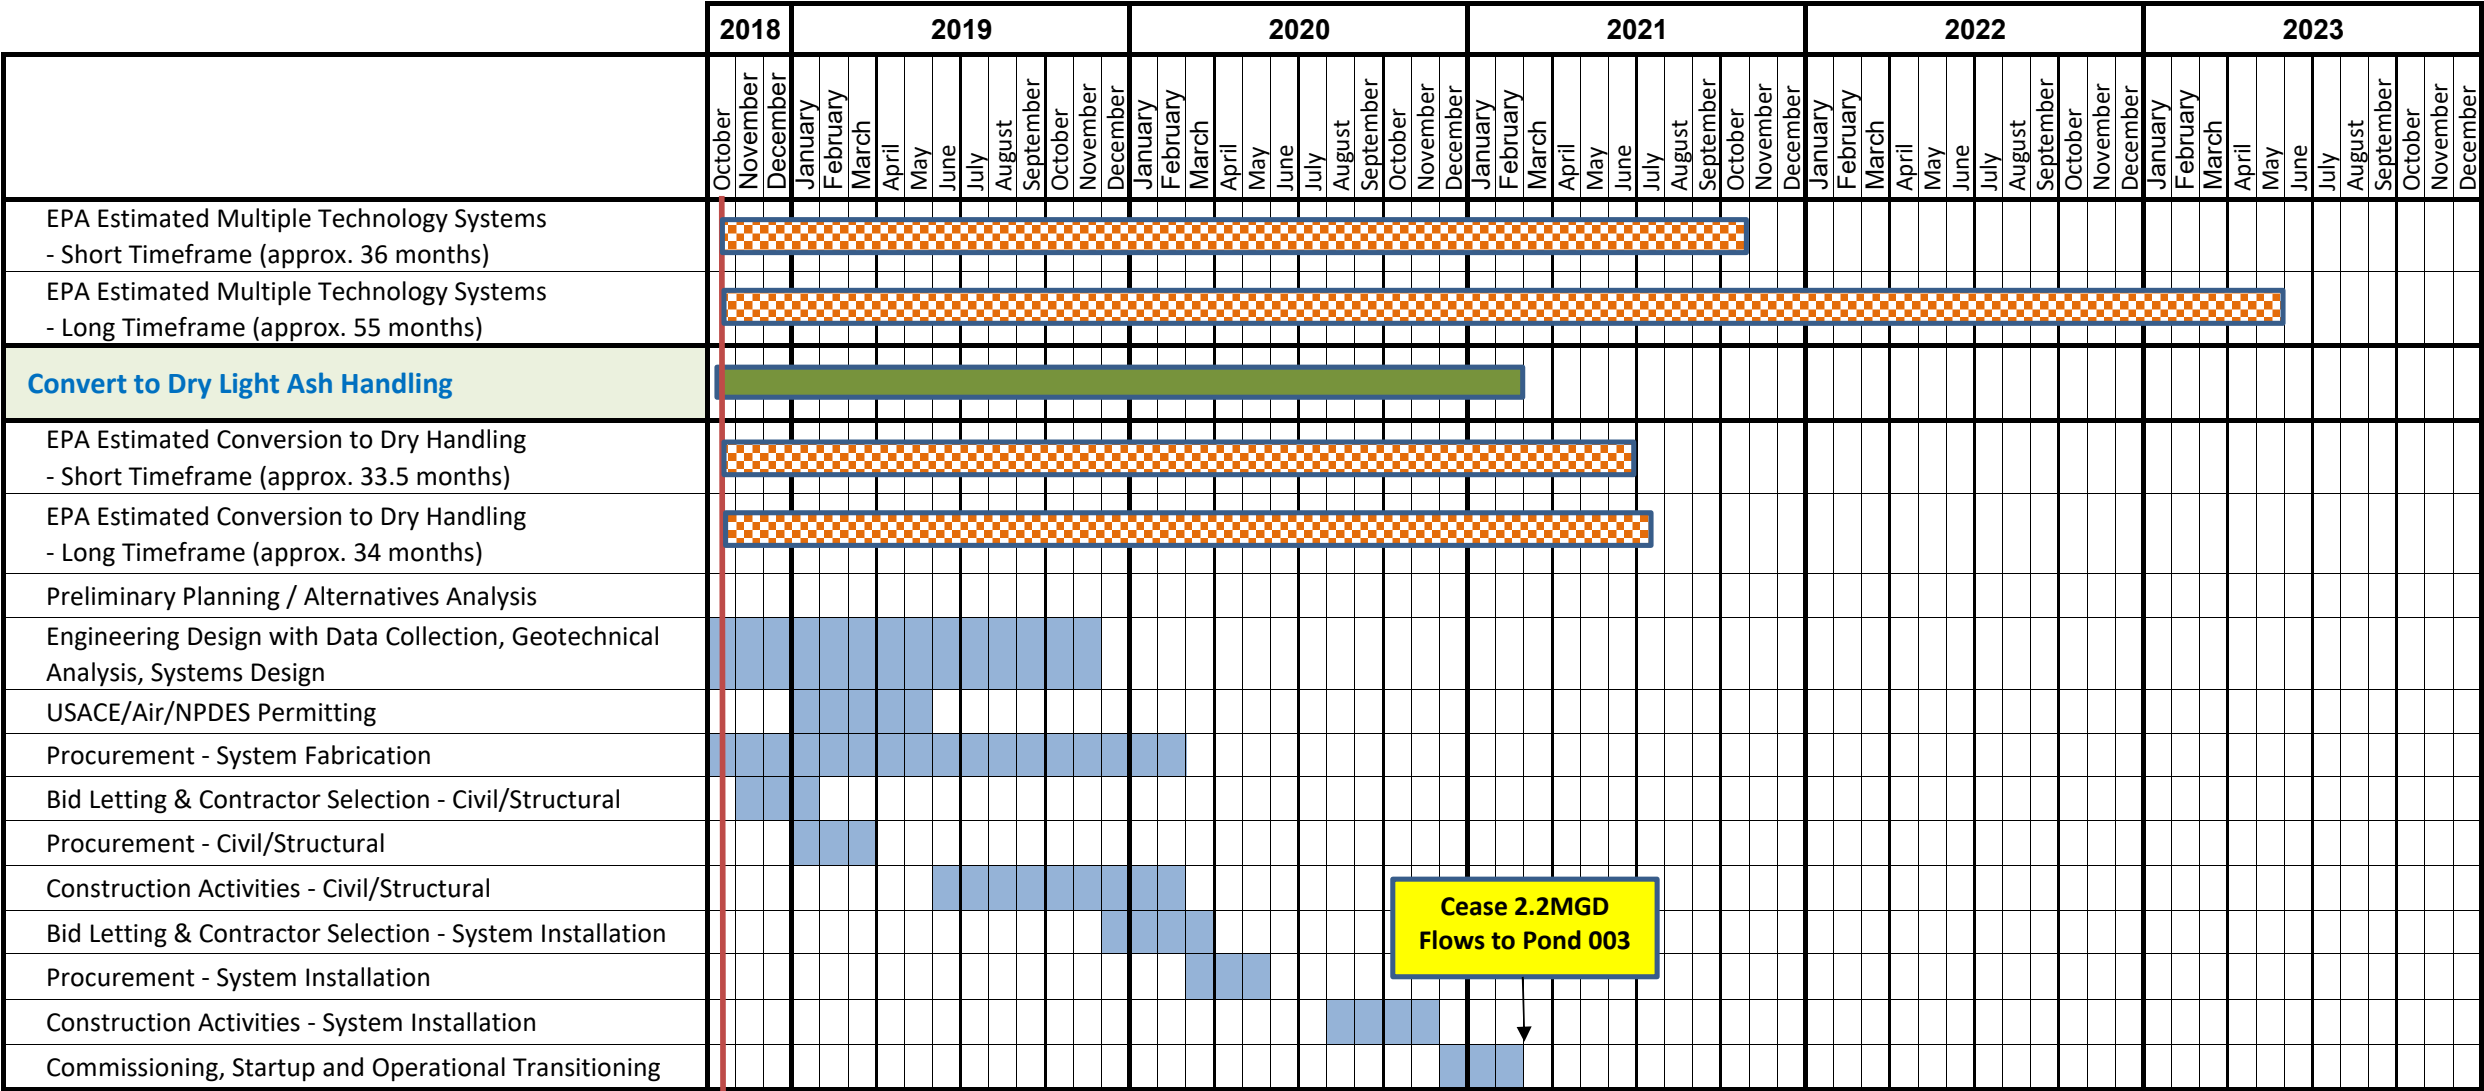 2018 2019 2020 2021 2022 2023
October November December January February March April May June July August September October November December January February March April May June July August September October November December January February March April May June July August September October November December January February March April May June July August September October November December January February March April May June July August September October November December
EPA Estimated Multiple Technology Systems
- Short Timeframe (approx. 36 months)
EPA Estimated Multiple Technology Systems
- Long Timeframe (approx. 55 months)
Convert to Dry Light Ash Handling
EPA Estimated Conversion to Dry Handling
- Short Timeframe (approx. 33.5 months)
EPA Estimated Conversion to Dry Handling
- Long Timeframe (approx. 34 months)
Preliminary Planning / Alternatives Analysis
Engineering Design with Data Collection, Geotechnical
Analysis, Systems Design
USACE/Air/NPDES Permitting
Procurement - System Fabrication
Bid Letting & Contractor Selection - Civil/Structural
Procurement - Civil/Structural
Construction Activities - Civil/Structural
Cease 2.2MGD
Flows to Pond 003
Bid Letting & Contractor Selection - System Installation
Procurement - System Installation
Construction Activities - System Installation
Commissioning, Startup and Operational Transitioning